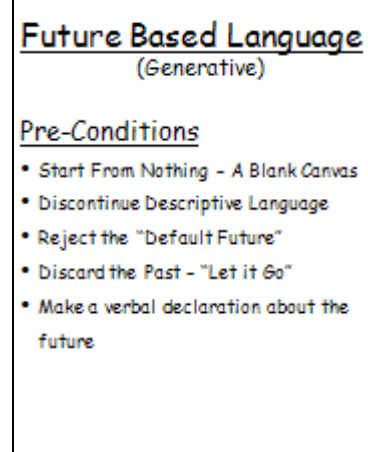 Future Based Language
(Generative)
Pre-Conditions
• Start From Nothing – A Blank Canvas
• Discontinue Descriptive Language
• Reject the "Default Future"
• Discard the Past – "Let it Go"
• Make a verbal declaration about the
future